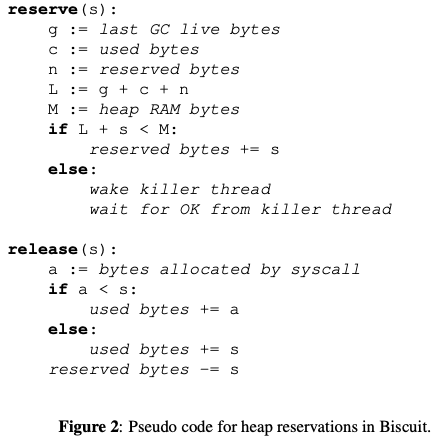 reserve(s):
    g := last GC live bytes
    c := used bytes
    n := reserved bytes
    L := g + c + n
    M := heap RAM bytes
    if L + s < M:
        reserved bytes += s
    else:
        wake killer thread
        wait for OK from killer thread

release(s):
    a := bytes allocated by syscall
    if a < s:
        used bytes += a
    else:
        used bytes += s
    reserved bytes -= s

Figure 2: Pseudo code for heap reservations in Biscuit.